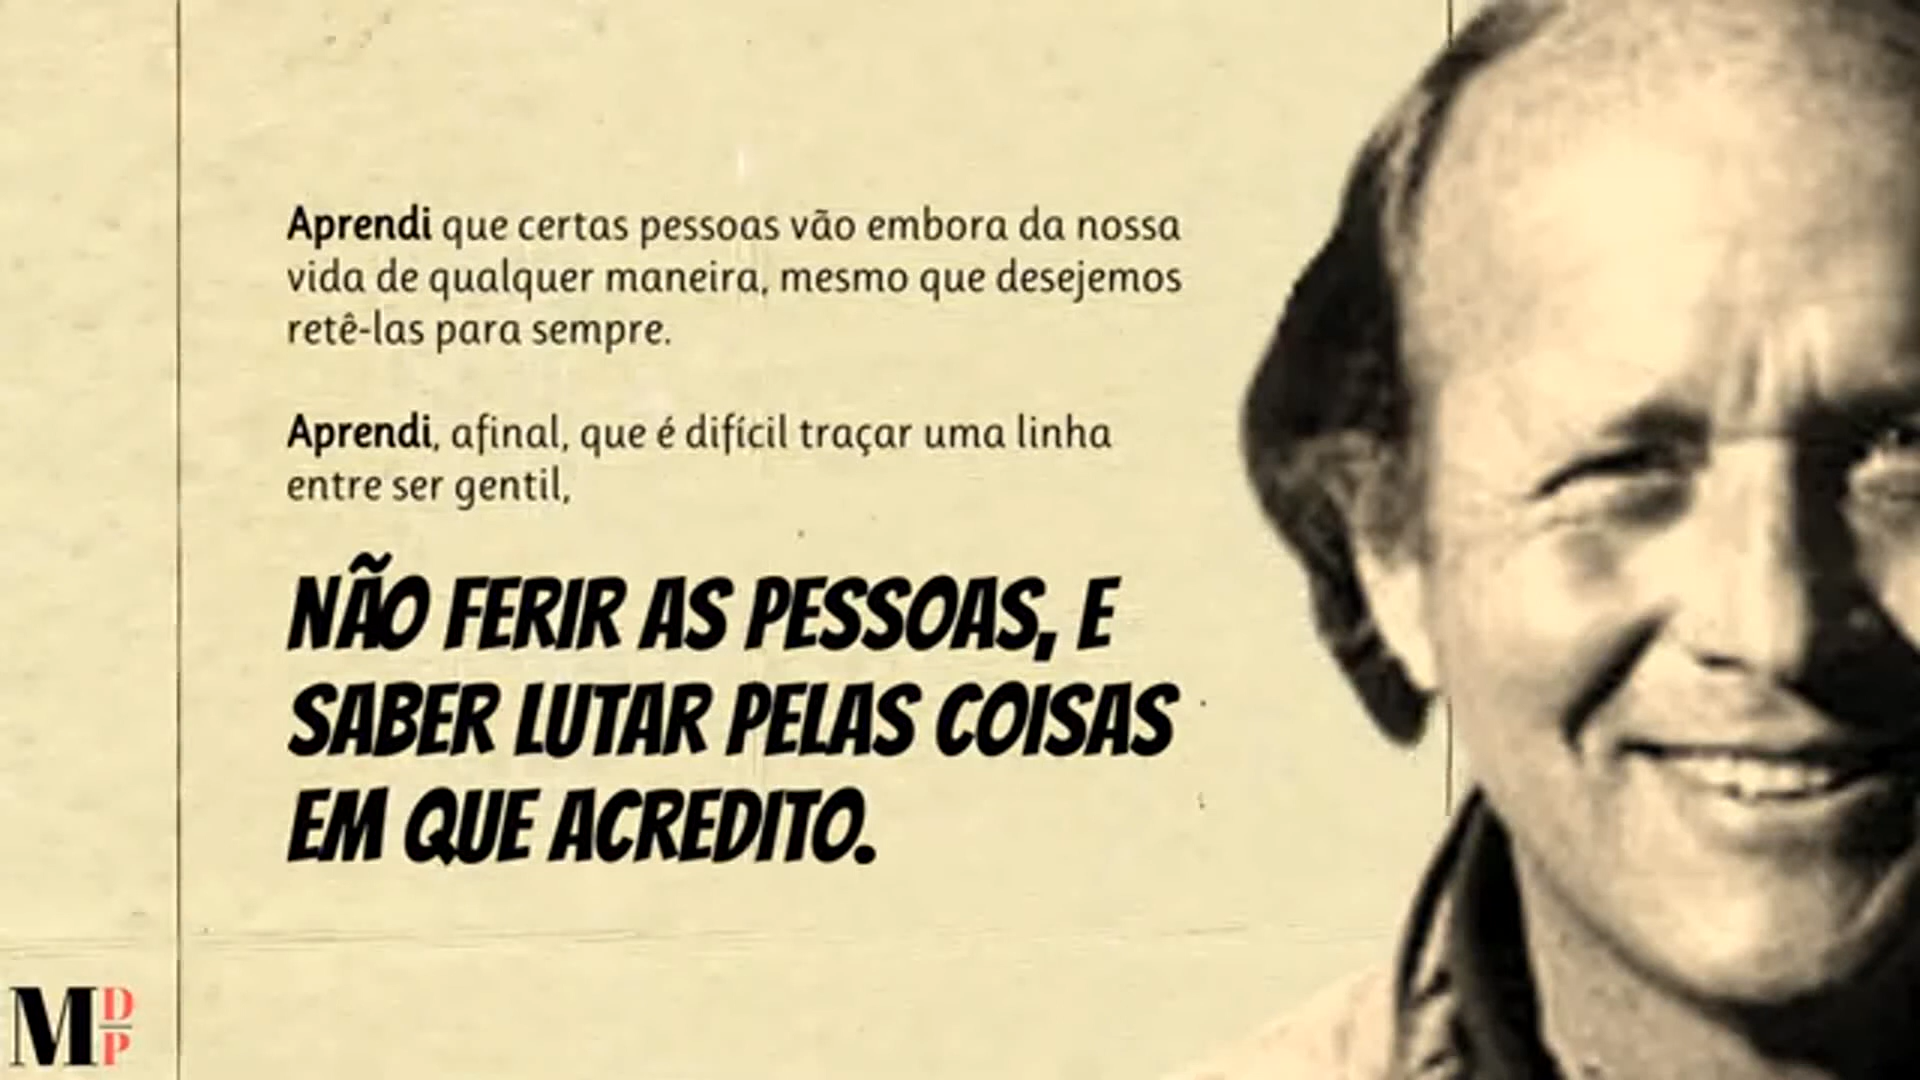 Aprendi que certas pessoas vão embora da nossa
vida de qualquer maneira, mesmo que desejemos
retê-las para sempre.
Aprendi, afinal, que é difícil traçar uma linha
entre ser gentil,
NÃO FERIR AS PESSOAS, E
SABER LUTAR PELAS COISAS
EM QUE ACREDITO.
M D
P